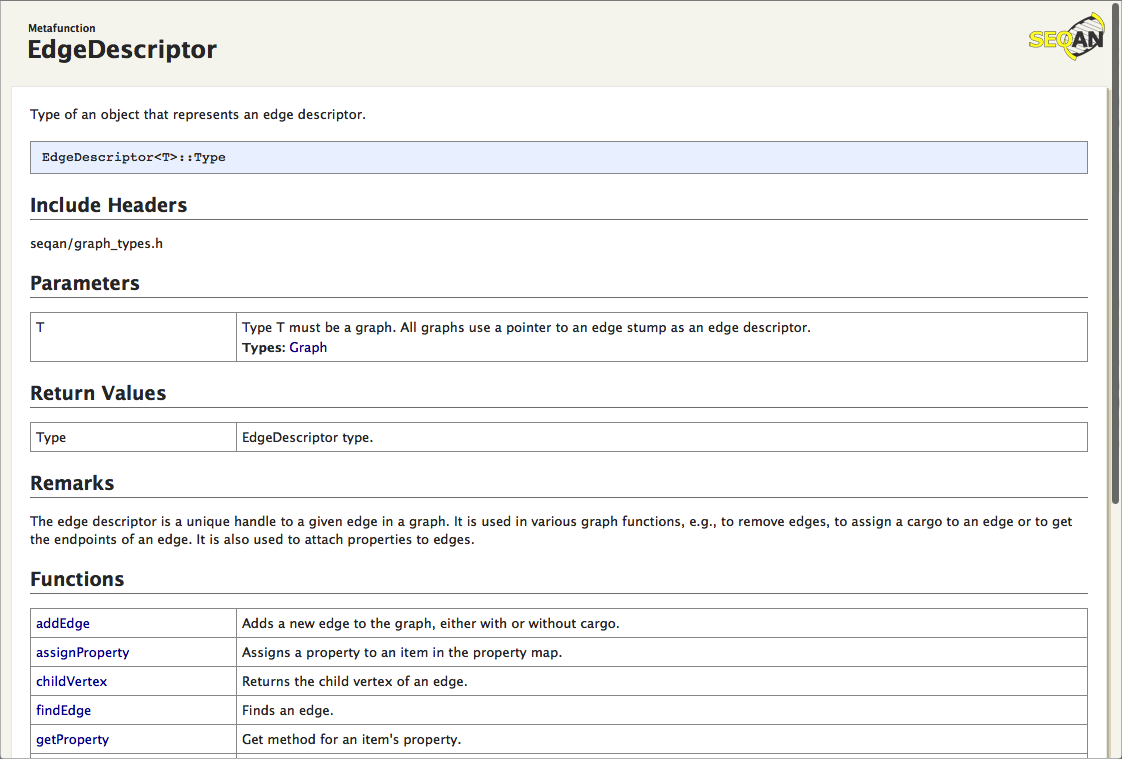 Metafunction
EdgeDescriptor
SEQAN
Type of an object that represents an edge descriptor.
EdgeDescriptor<T>::Type
Include Headers
seqan/graph_types.h
Parameters
T
Type T must be a graph. All graphs use a pointer to an edge stump as an edge descriptor.
Types: Graph
Return Values
Type
EdgeDescriptor type.
Remarks
The edge descriptor is a unique handle to a given edge in a graph. It is used in various graph functions, e.g., to remove edges, to assign a cargo to an edge or to get
the endpoints of an edge. It is also used to attach properties to edges.
Functions
addEdge
Adds a new edge to the graph, either with or without cargo.
assignProperty
Assigns a property to an item in the property map.
childVertex
Returns the child vertex of an edge.
findEdge
Finds an edge.
getProperty
Get method for an item's property.